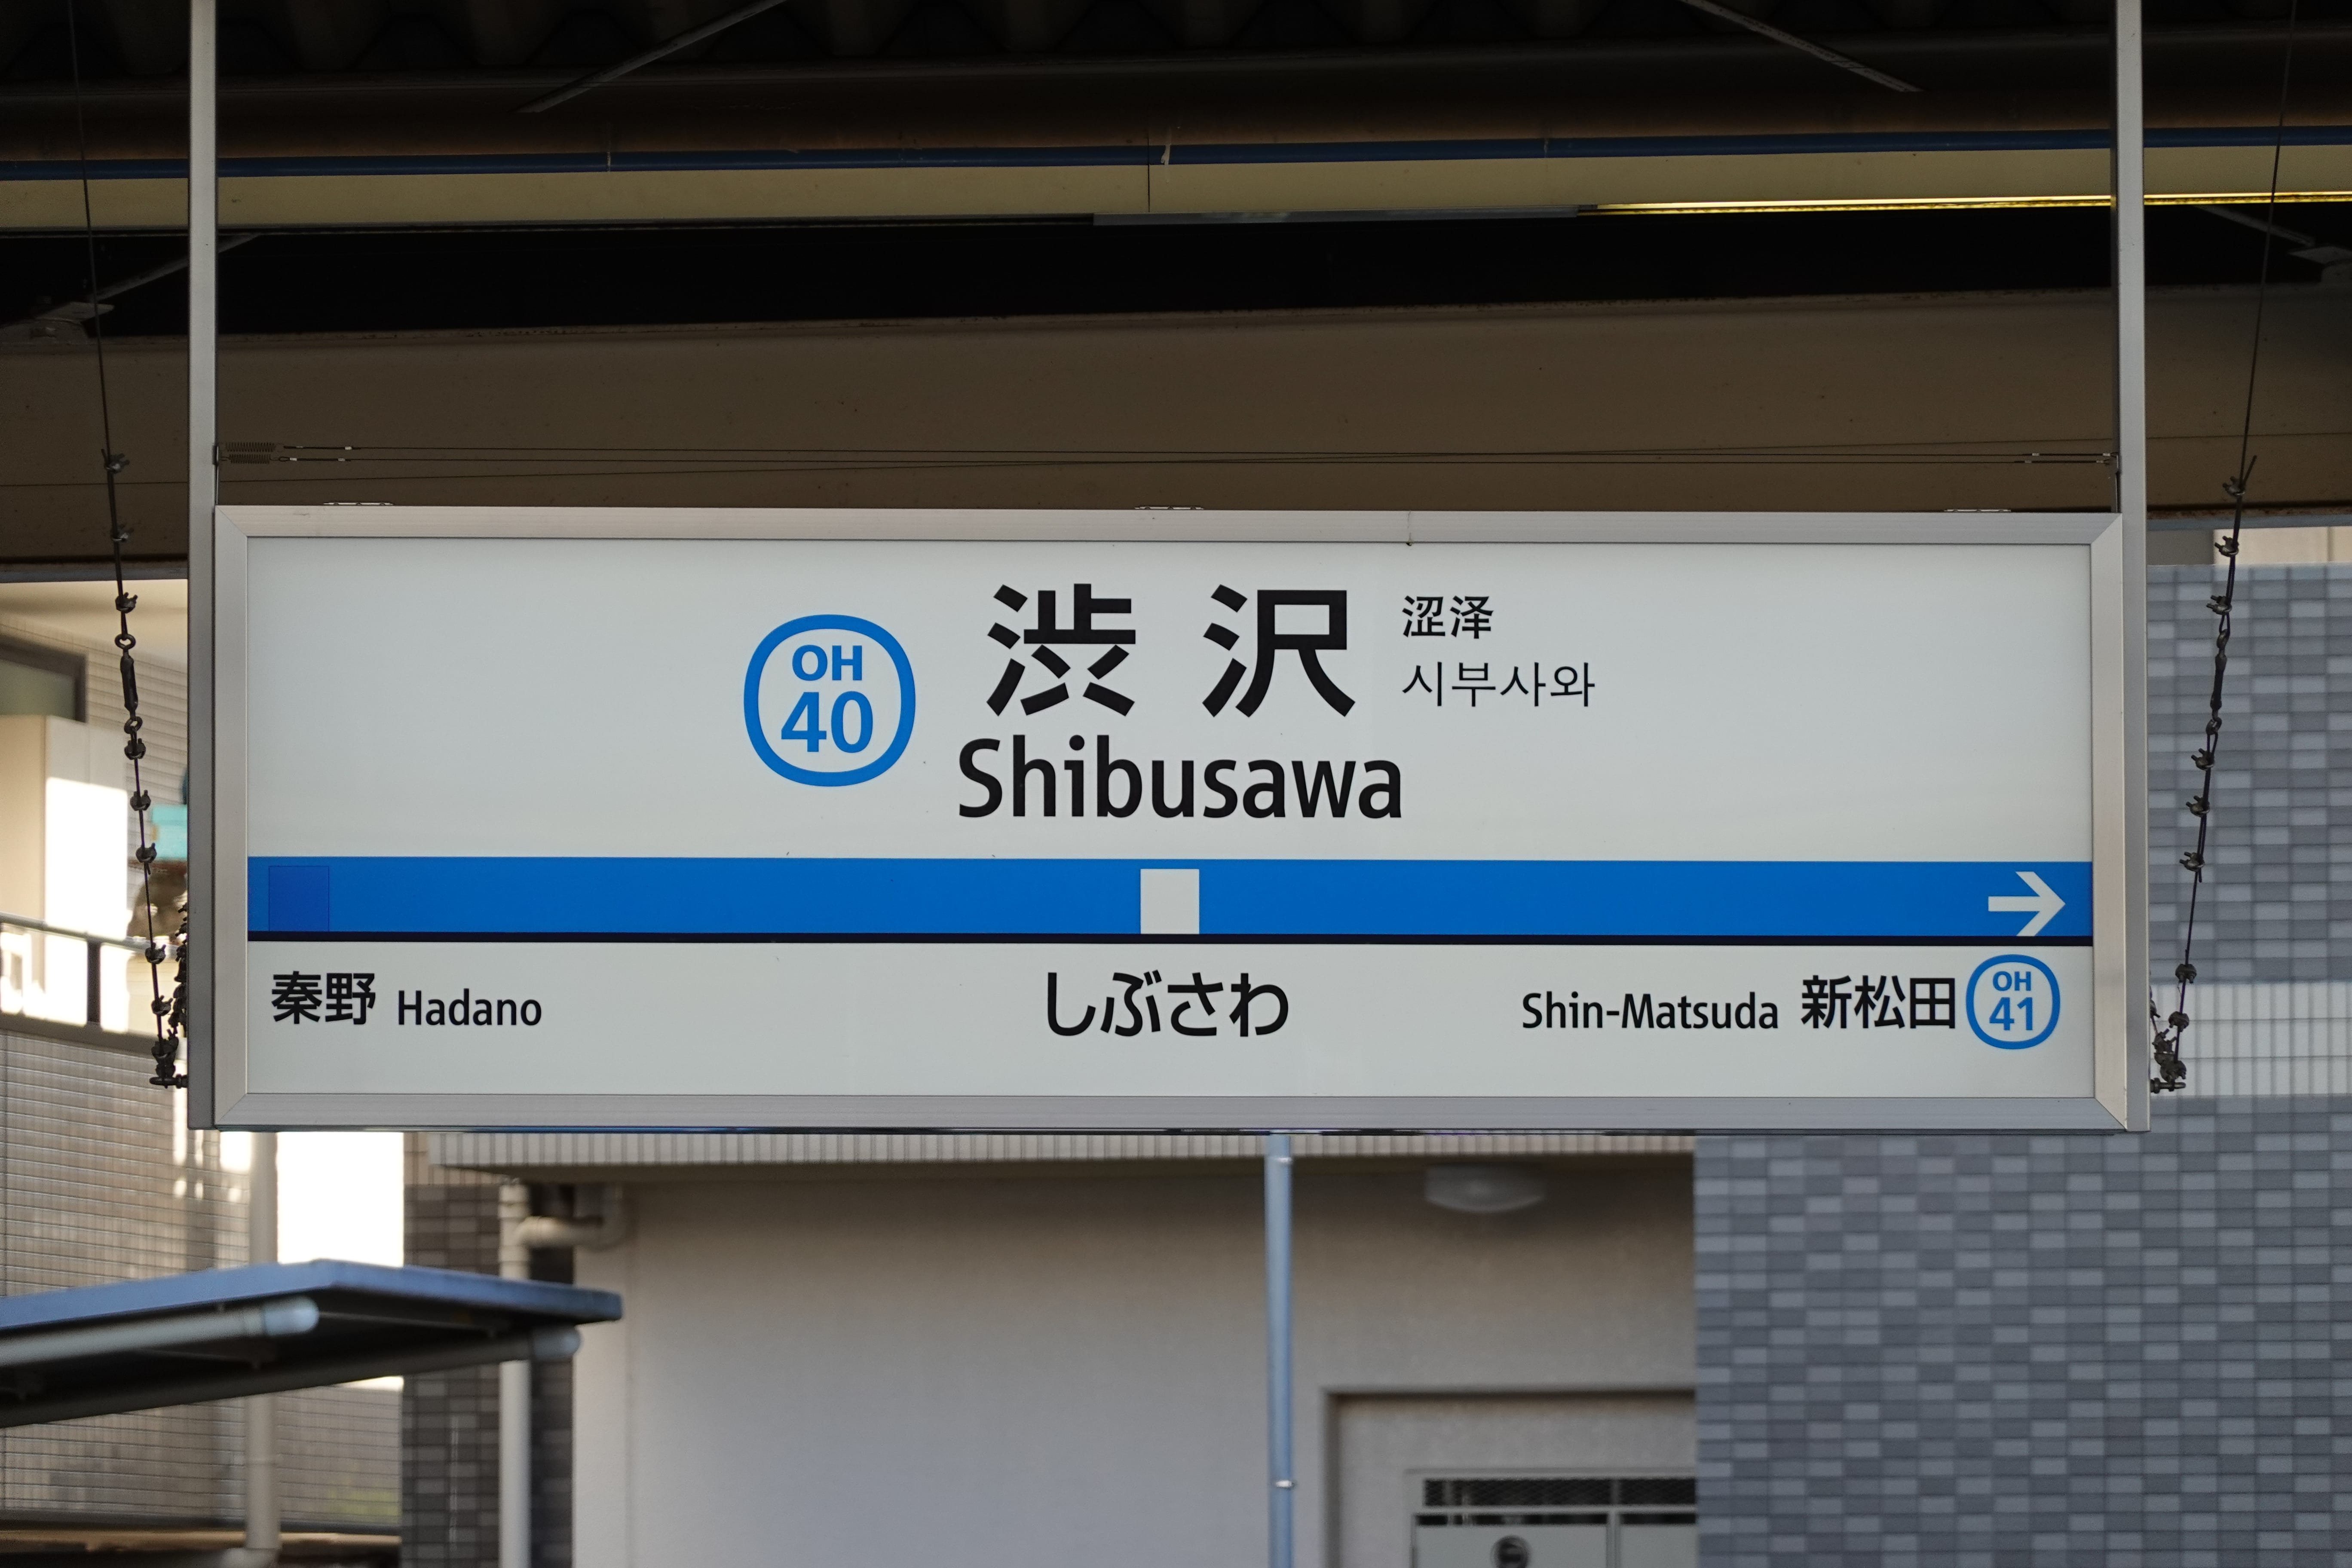 OH
40
渋沢
涩泽
시부사와
Shibusawa
秦野 Hadano
しぶさわ
Shin-Matsuda 新松田
OH
41